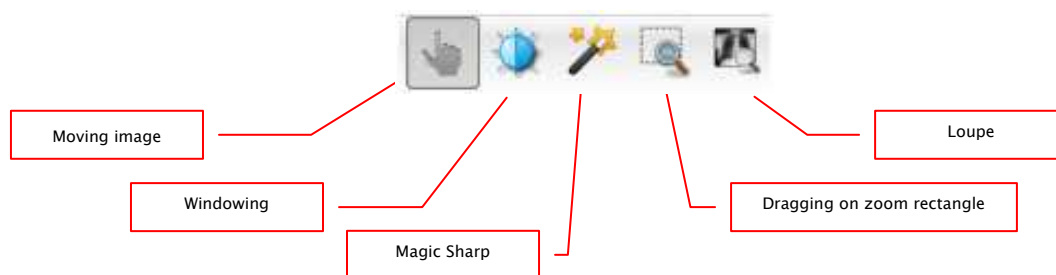 Moving image
Loupe
Windowing
Dragging on zoom rectangle
Magic Sharp